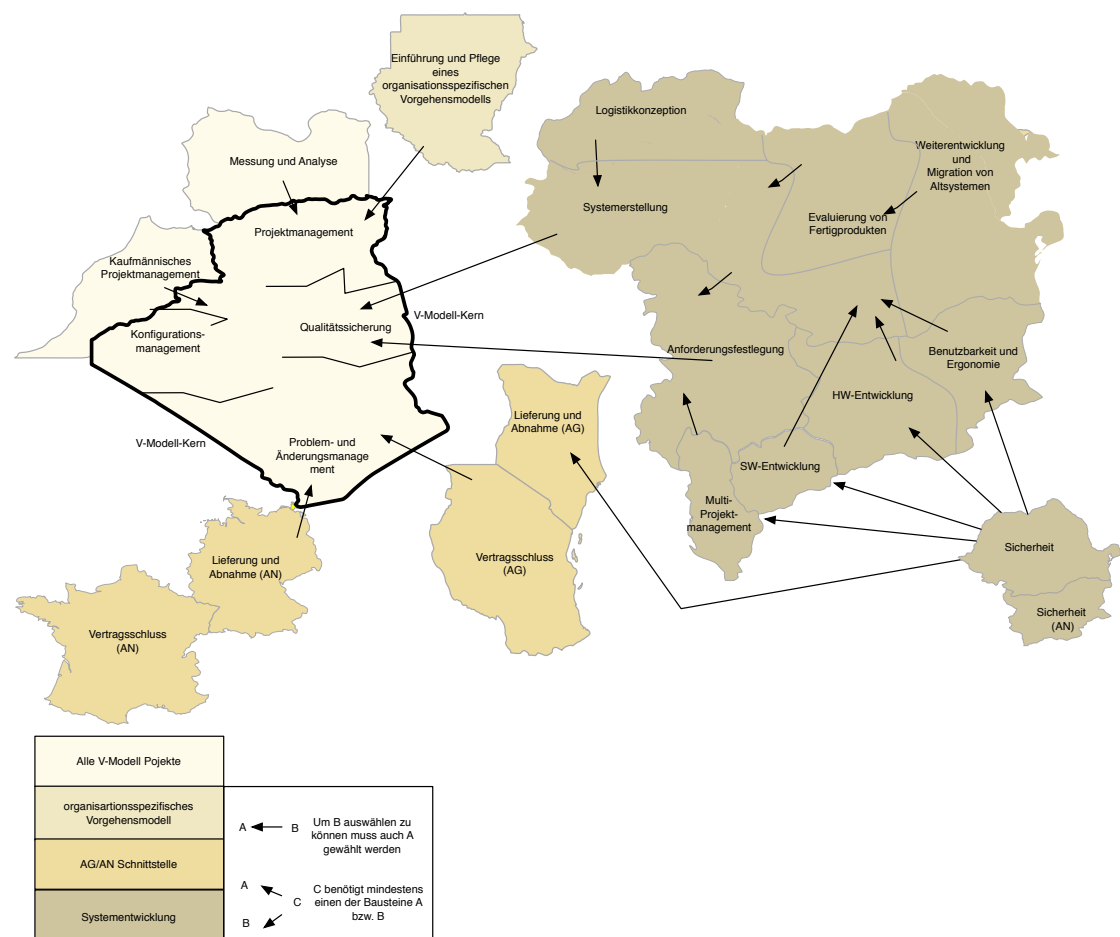 Einführung und Pflege
eines
organisationsspezifischen
Vorgehensmodells
Logistikkonzeption
Weiterentwicklung
und
Migration von
Altsystemen
Messung und Analyse
Systemerstellung
Evaluierung von
Fertigprodukten
Projektmanagement
Kaufmännisches
Projektmanagement
V-Modell-Kern
Konfigurations-
management
Qualitätssicherung
Anforderungsfestlegung
Benutzbarkeit und
Ergonomie
HW-Entwicklung
Lieferung und
Abnahme (AG)
V-Modell-Kern
Problem- und
Änderungsmanage
ment
SW-Entwicklung
Multi-
Projekt-
management
Vertragsschluss
(AG)
Lieferung und
Abnahme (AN)
Sicherheit
Sicherheit
(AN)
Vertragsschluss
(AN)
Alle V-Modell Pojekte
organisartionsspezifisches
Vorgehensmodell
AG/AN Schnittstelle
Systementwicklung
A B
Um B auswählen zu
können muss auch A
gewählt werden
A
C
B
C benötigt mindestens
einen der Bausteine A
bzw. B